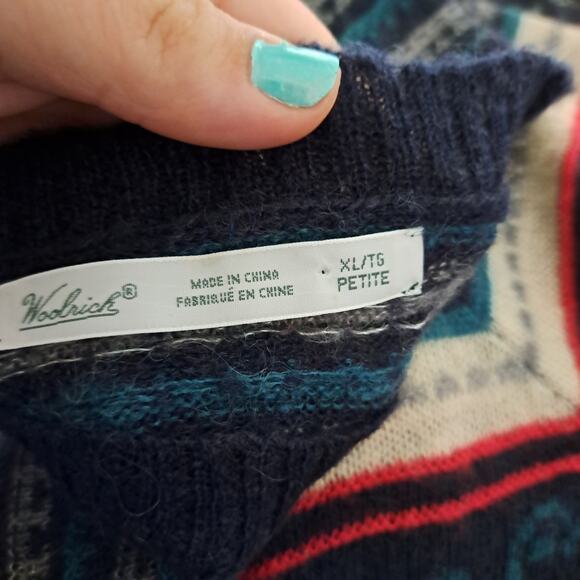 Woolrich®
MADE IN CHINA
FABRIQUÉ EN CHINE
XL/TG
PETITE